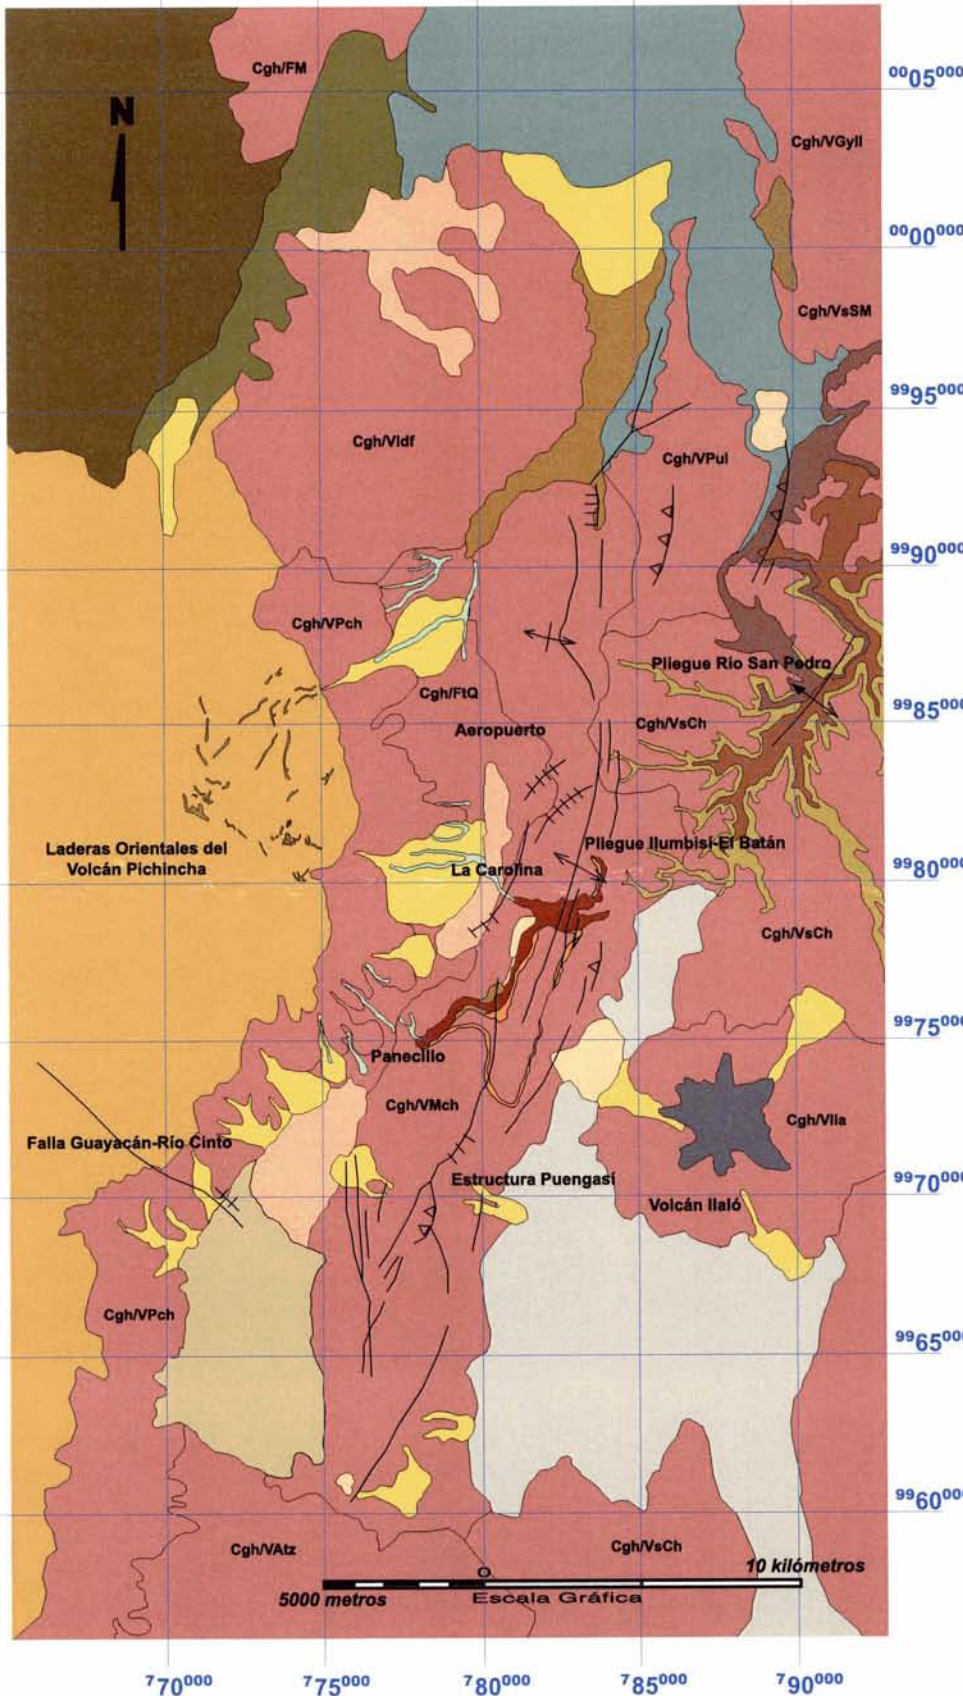 Cgh/FM
0005000
N
Cgh/VGyll
0000000
Cgh/VsSM
9995000
Cgh/Vldf
Cgh/VPul
9990000
Cgh/VPch
Pliegue Río San Pedro
Cgh/FtQ
Cgh/VsCh
9985000
Aeropuerto
Laderas Orientales del
Volcán Pichincha
Pliegue Ilumbisí-El Batán
La Carolina
9980000
Cgh/VsCh
9975000
Panecillo
Cgh/VMch
Cgh/VIla
Falla Guayacán-Río Cinto
Estructura Puengasí
9970000
Volcán Ilaló
Cgh/VPch
9965000
9960000
Cgh/VAtz
Cgh/VsCh
O
10 kilómetros
5000 metros
Escala Gráfica
770000
775000
780000
785000
790000